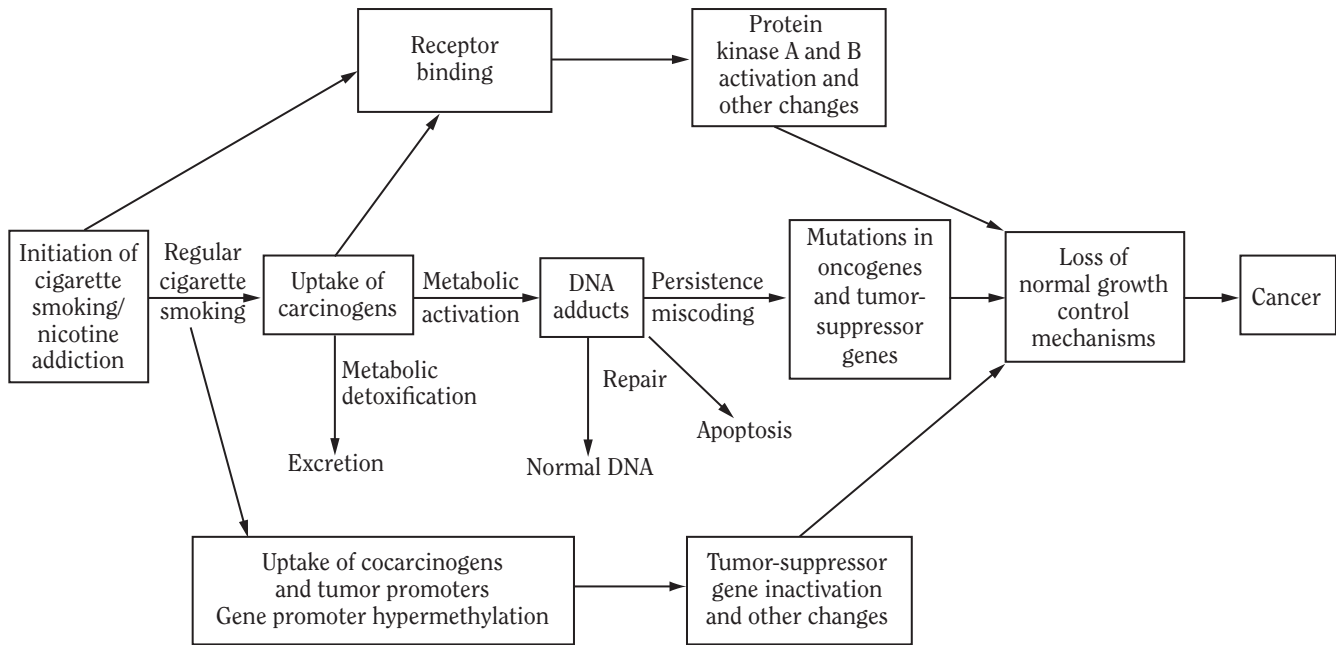 Receptor
binding
Protein
kinase A and B
activation and
other changes
Initiation of
cigarette
smoking/
nicotine
addiction
Regular
cigarette
smoking
Uptake of
carcinogens
Metabolic
activation
DNA
adducts
Persistence
miscoding
Mutations in
oncogenes
and tumor-
suppressor
genes
Loss of
normal growth
control
mechanisms
Cancer
Metabolic
detoxification
Repair
Excretion
Normal DNA
Apoptosis
Uptake of cocarcinogens
and tumor promoters
Gene promoter hypermethylation
Tumor-suppressor
gene inactivation
and other changes